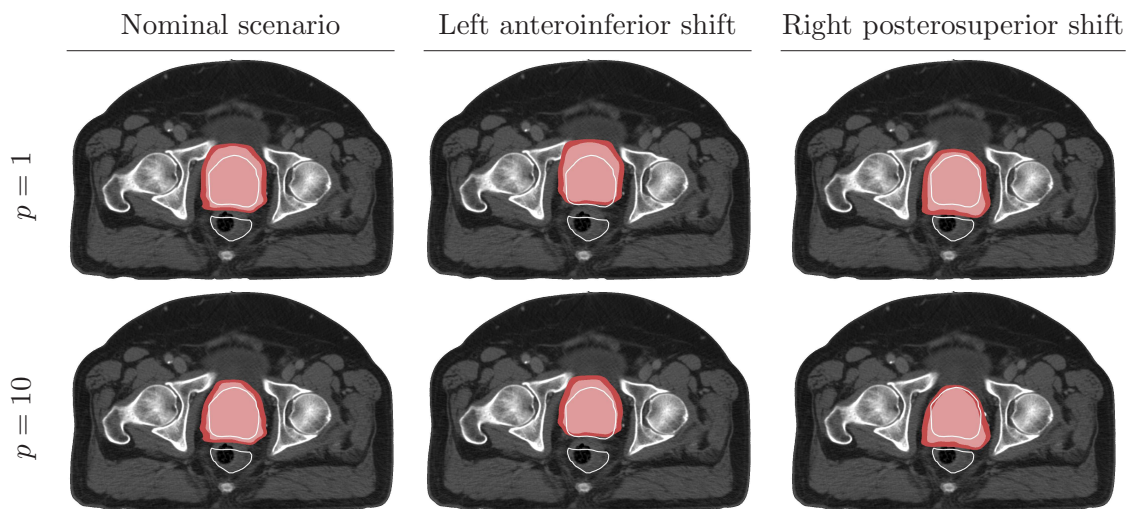 Nominal scenario
Left anteroinferior shift
Right posterosuperior shift
p = 1
p = 10